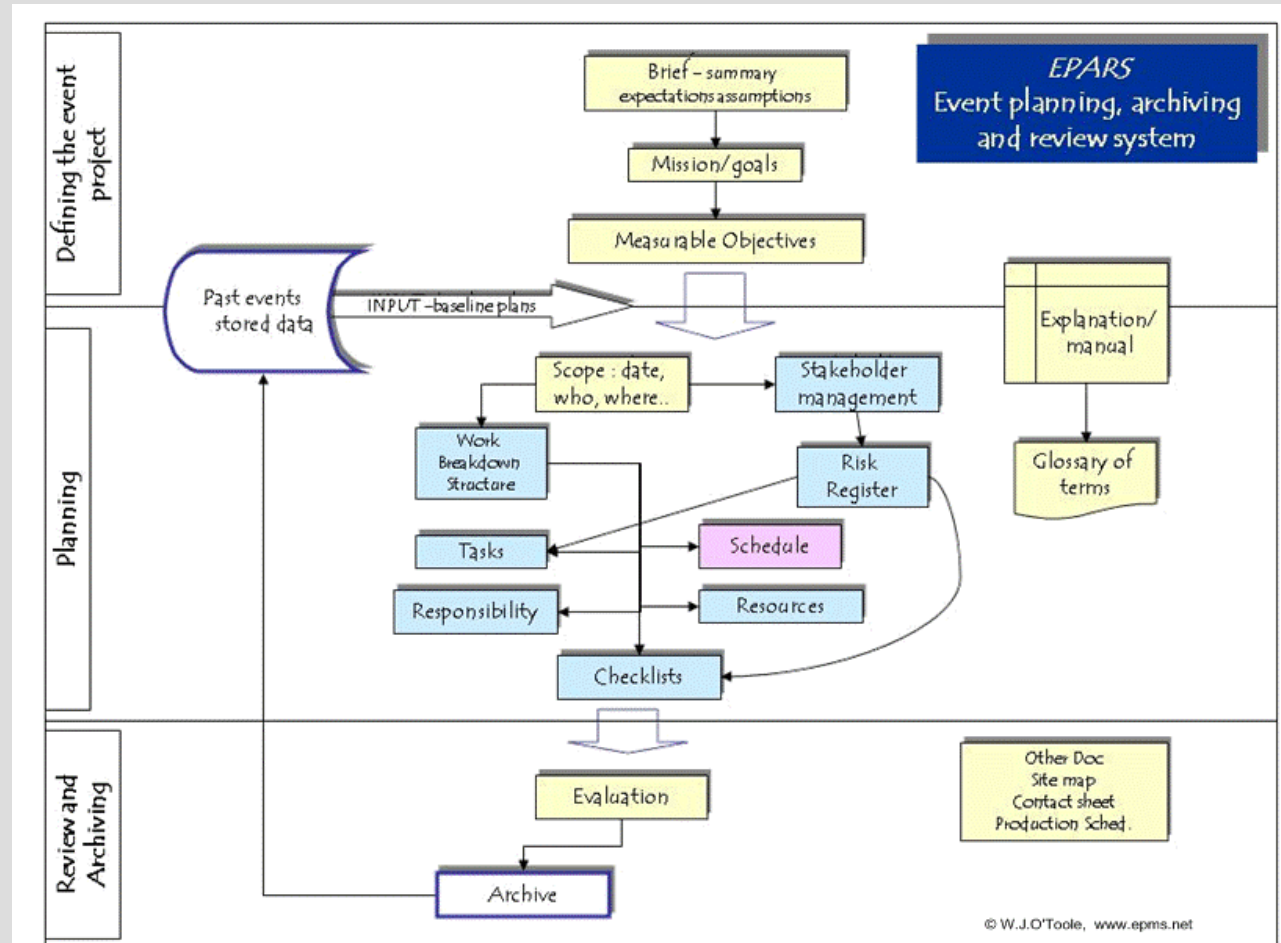 Defining the event
project
Brief – summary
expectations assumptions
EPARS
Event planning, archiving
and review system
Mission/goals
Measurable Objectives
Past events
stored data
INPUT –baseline plans
Explanation/
manual
Planning
Scope : date,
who, where..
Stakeholder
management
Work
Breakdown
Structure
Risk
Register
Glossary of
terms
Tasks
Schedule
Responsibility
Resources
Checklists
Review and
Archiving
Evaluation
Other Doc
Site map
Contact sheet
Production Sched.
Archive
© W.J.O'Toole, www.epms.net